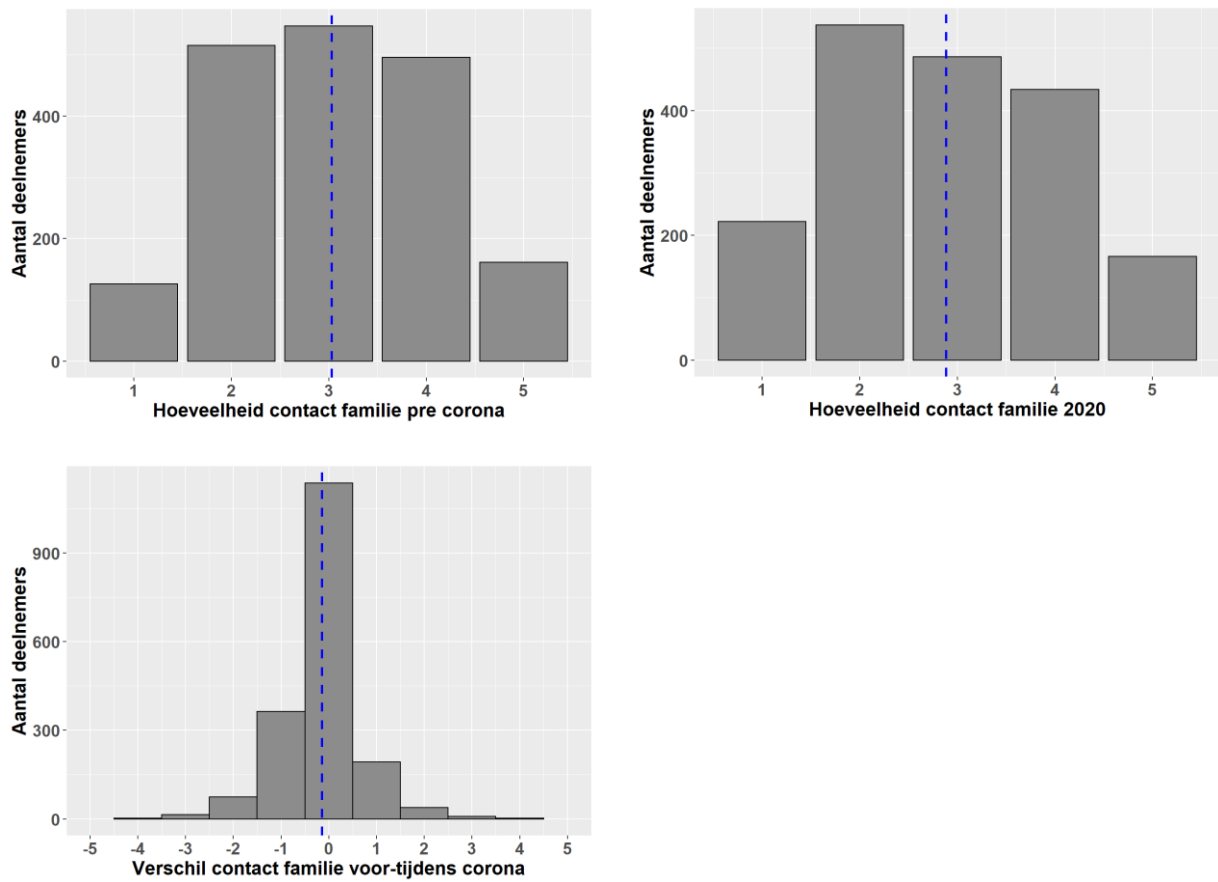 Aantal deelnemers
400
200
0
1 2 3 4 5
Hoeveelheid contact familie pre corona
Aantal deelnemers
400
200
0
1 2 3 4 5
Hoeveelheid contact familie 2020
Aantal deelnemers
900
600
300
0
-5 -4 -3 -2 -1 0 1 2 3 4 5
Verschil contact familie voor-tijdens corona